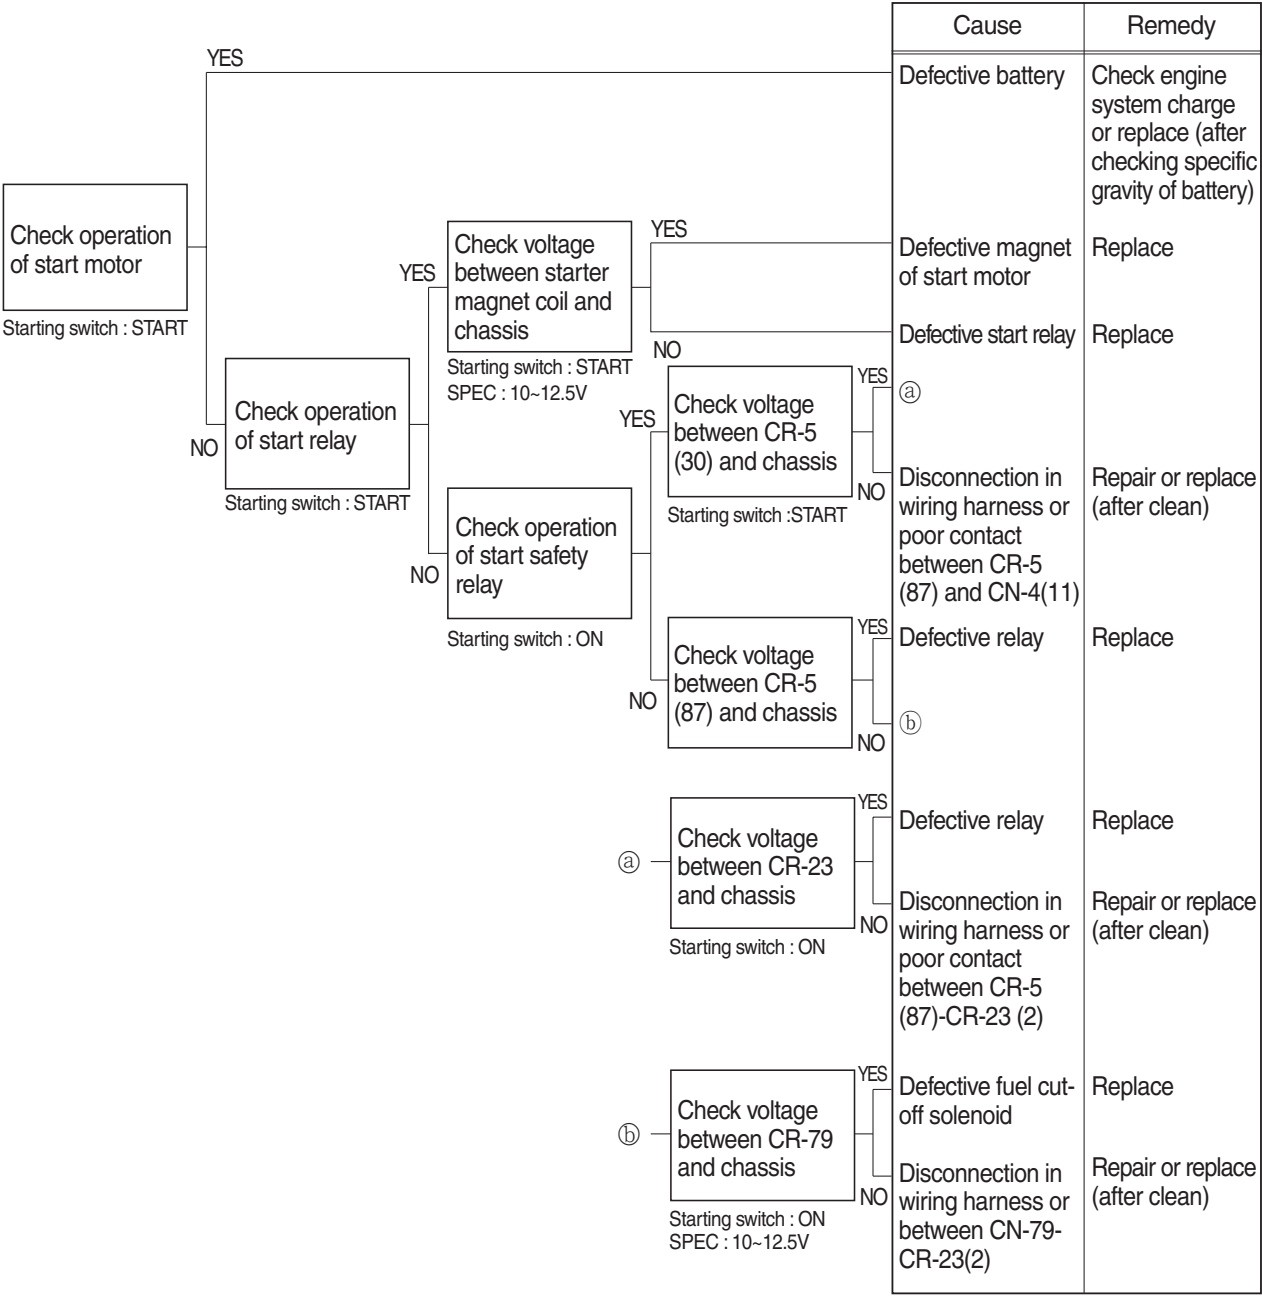 Cause
Remedy
YES
Defective battery
Check engine
system charge
or replace (after
checking specific
gravity of battery)
Check operation
of start motor
Starting switch : START
YES
Check voltage
between starter
magnet coil and
chassis
Starting switch : START
SPEC : 10~12.5V
YES
Defective magnet
of start motor
Replace
NO
Defective start relay
Replace
NO
Check operation
of start relay
Starting switch : START
NO
Check operation
of start safety
relay
Starting switch : ON
YES
Check voltage
between CR-5
(30) and chassis
Starting switch :START
YES
ⓐ
NO
Disconnection in
wiring harness or
poor contact
between CR-5
(87) and CN-4(11)
Repair or replace
(after clean)
NO
Check voltage
between CR-5
(87) and chassis
YES
Defective relay
Replace
NO
ⓑ
ⓐ
Check voltage
between CR-23
and chassis
Starting switch : ON
YES
Defective relay
Replace
NO
Disconnection in
wiring harness or
poor contact
between CR-5
(87)-CR-23 (2)
Repair or replace
(after clean)
ⓑ
Check voltage
between CR-79
and chassis
Starting switch : ON
SPEC : 10~12.5V
YES
Defective fuel cut-
off solenoid
Replace
NO
Disconnection in
wiring harness or
between CN-79-
CR-23(2)
Repair or replace
(after clean)